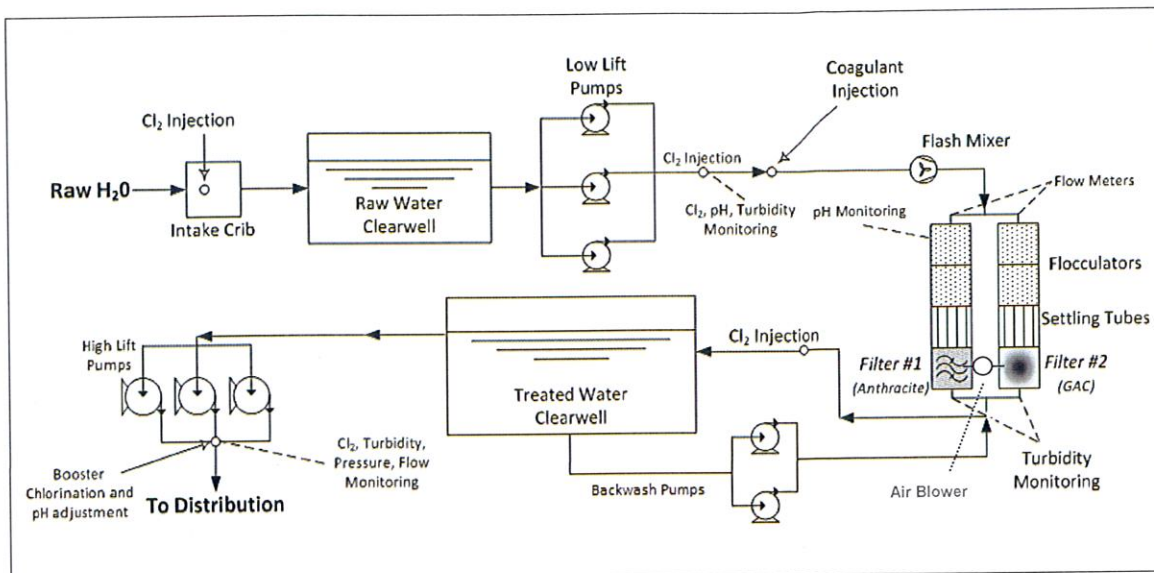 Low Lift
Pumps
Coagulant
Injection
Cl₂ Injection
Flash Mixer
Cl₂ Injection
Raw H₂0
Flow Meters
Raw Water
Clearwell
Cl₂, pH, Turbidity
Monitoring
pH Monitoring
Intake Crib
Flocculators
Settling Tubes
High Lift
Pumps
Cl₂ Injection
Filter #1
(Anthracite)
Filter #2
(GAC)
Treated Water
Clearwell
Cl₂, Turbidity,
Pressure, Flow
Monitoring
Booster
Chlorination and
pH adjustment
To Distribution
Backwash Pumps
Air Blower
Turbidity
Monitoring